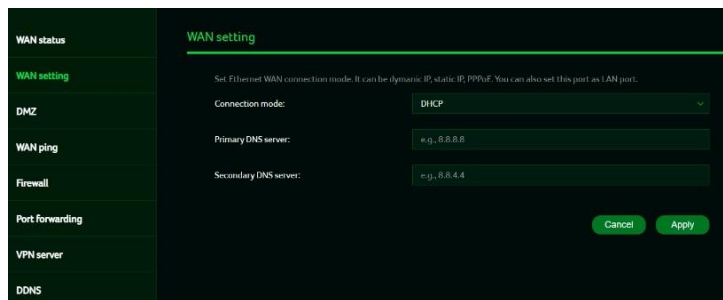 WAN status
WAN setting
DMZ
WAN ping
Firewall
Port forwarding
VPN server
DDNS
WAN setting
Set Ethernet WAN connection mode. It can be dymanic IP, static IP, PPPoE. You can also set this port as LAN port.
Connection mode: DHCP
Primary DNS server: e.g., 8.8.8.8
Secondary DNS server: e.g., 8.8.4.4
Cancel Apply